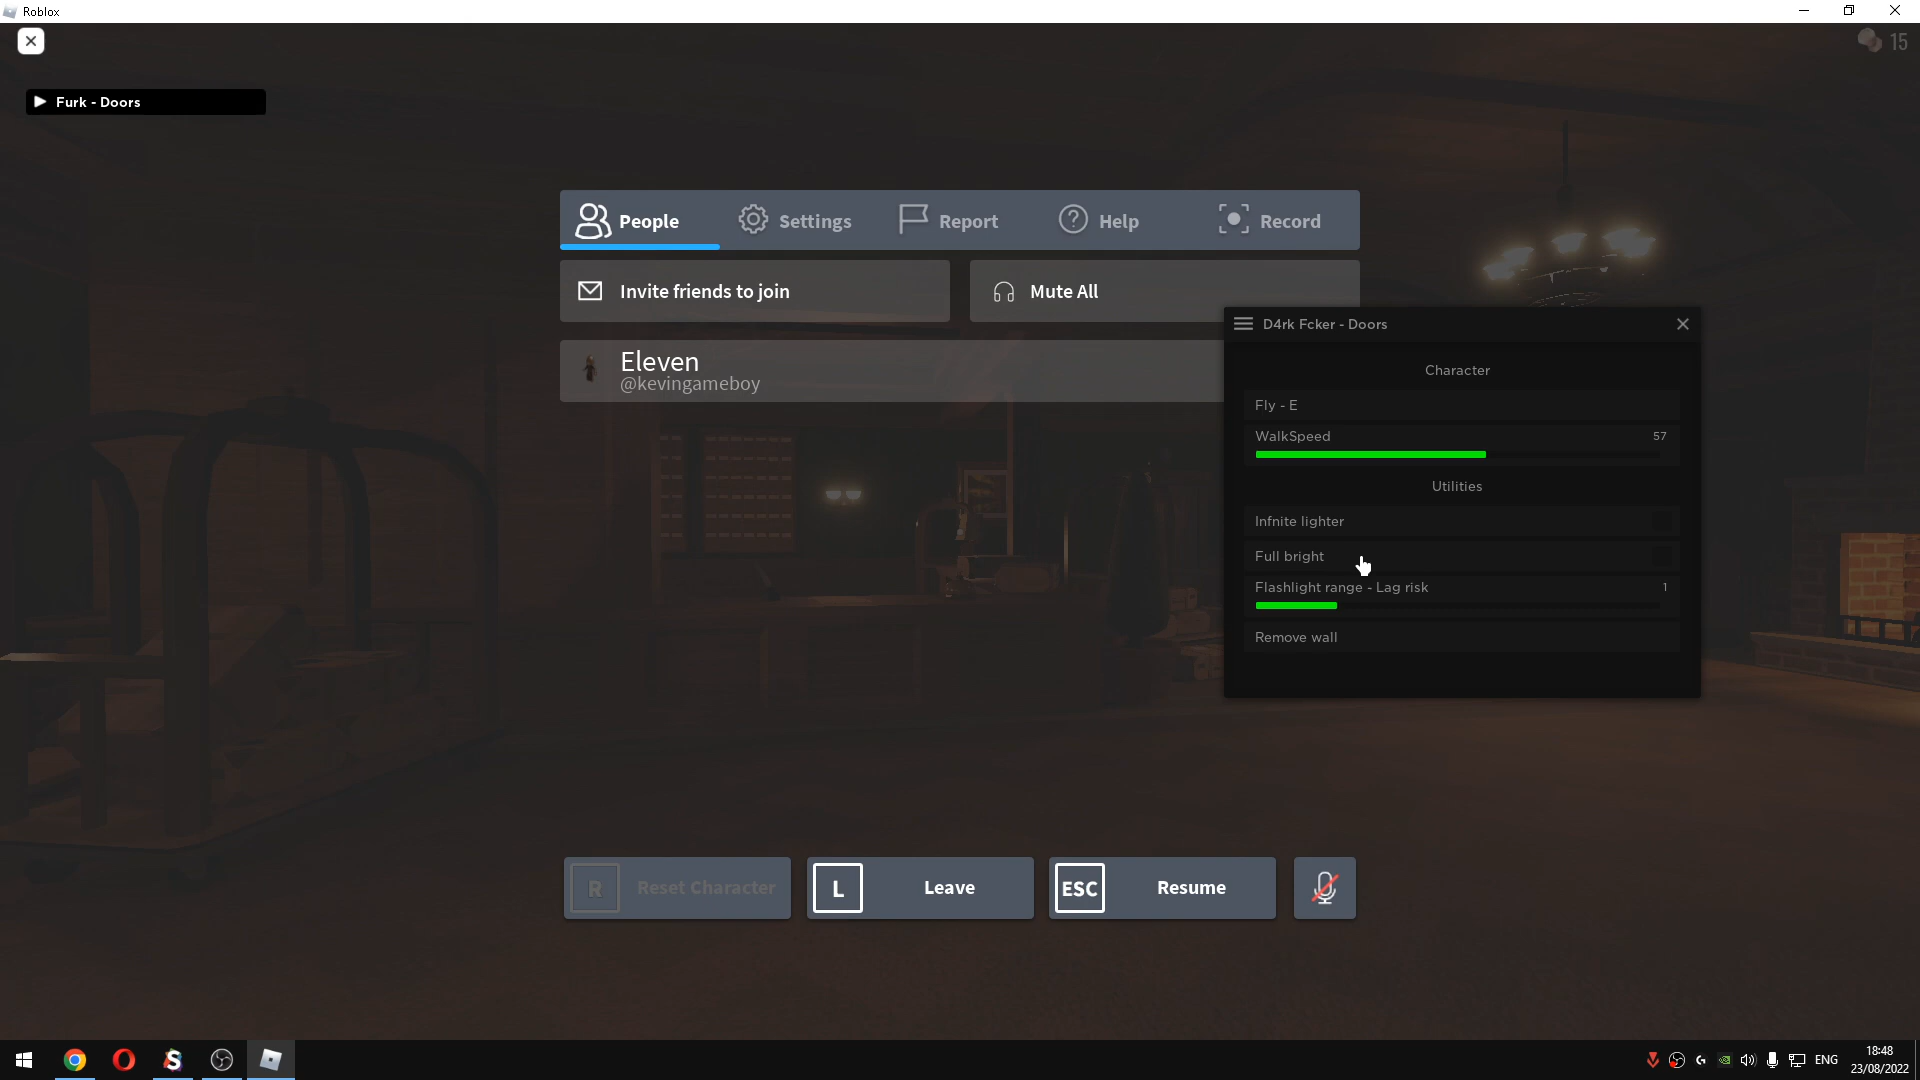 Roblox
15
Furk - Doors
People
Settings
Report
Help
Record
Invite friends to join
Mute All
Eleven
@kevingameboy
D4rk Fcker - Doors
Character
Fly - E
WalkSpeed 57
Utilities
Infnite lighter
Full bright
Flashlight range - Lag risk 1
Remove wall
R Reset Character
L Leave
ESC Resume
ENG
18:48
23/08/2022